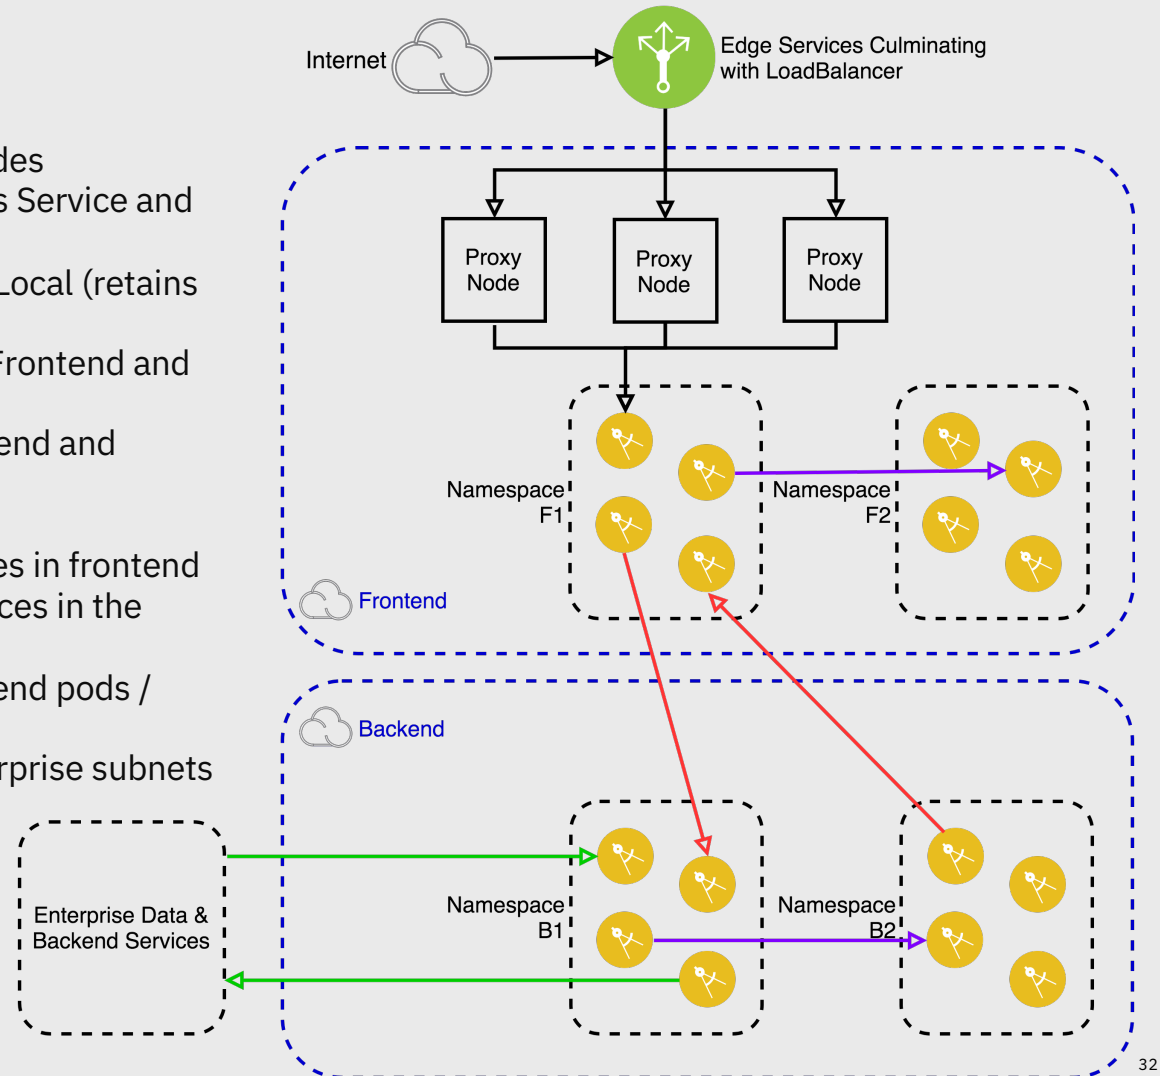 Internet
Edge Services Culminating
with LoadBalancer
des
s Service and
Local (retains
Frontend and
end and
es in frontend
ces in the
end pods /
rprise subnets
Proxy
Node
Proxy
Node
Proxy
Node
Namespace
F1
Namespace
F2
Frontend
Backend
Namespace
B1
Namespace
B2
Enterprise Data &
Backend Services
32